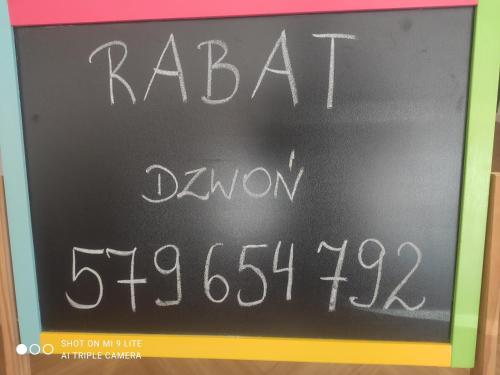 RABAT
DZWOŃ
579 654 792
SHOT ON MI 9 LITE
AI TRIPLE CAMERA